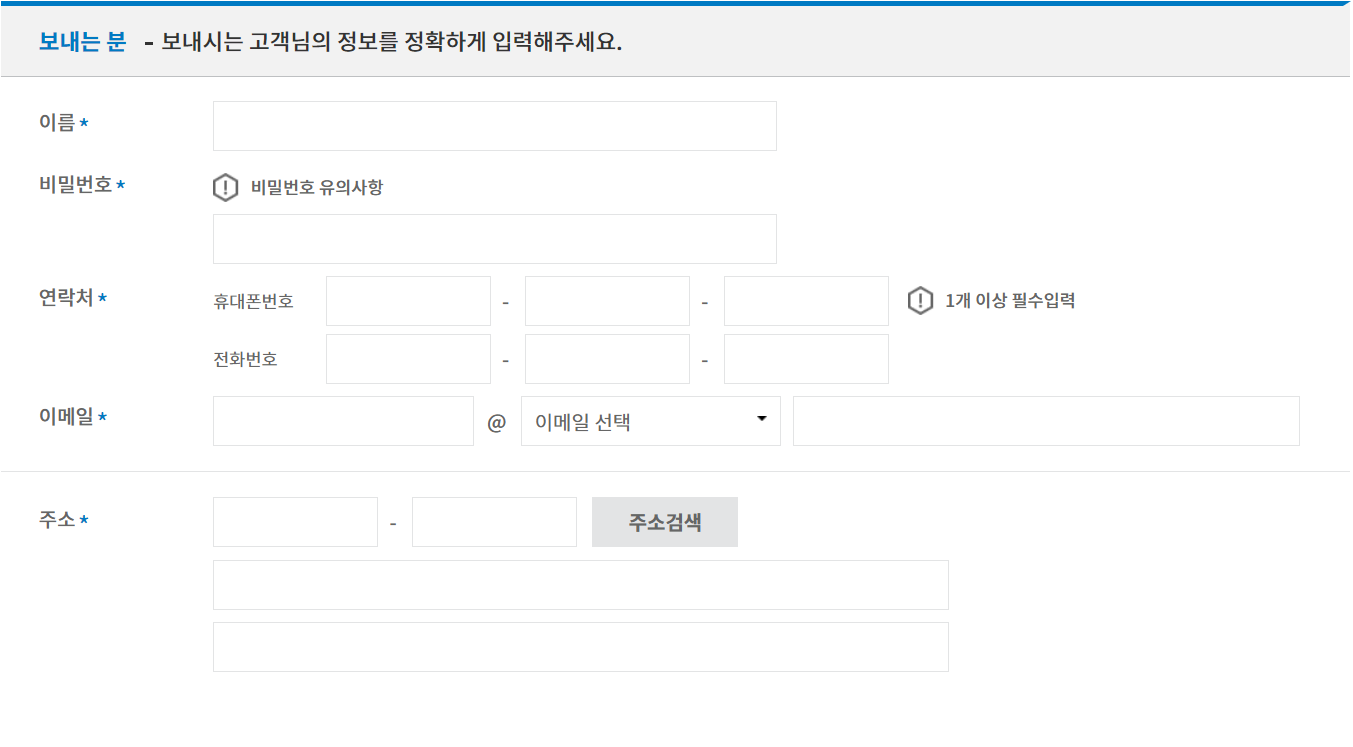 보내는 분 - 보내시는 고객님의 정보를 정확하게 입력해주세요.
이름 *
비밀번호 * 비밀번호 유의사항
연락처 * 휴대폰번호 - - 1개 이상 필수입력
전화번호 - -
이메일 * @ 이메일 선택
주소 * - 주소검색